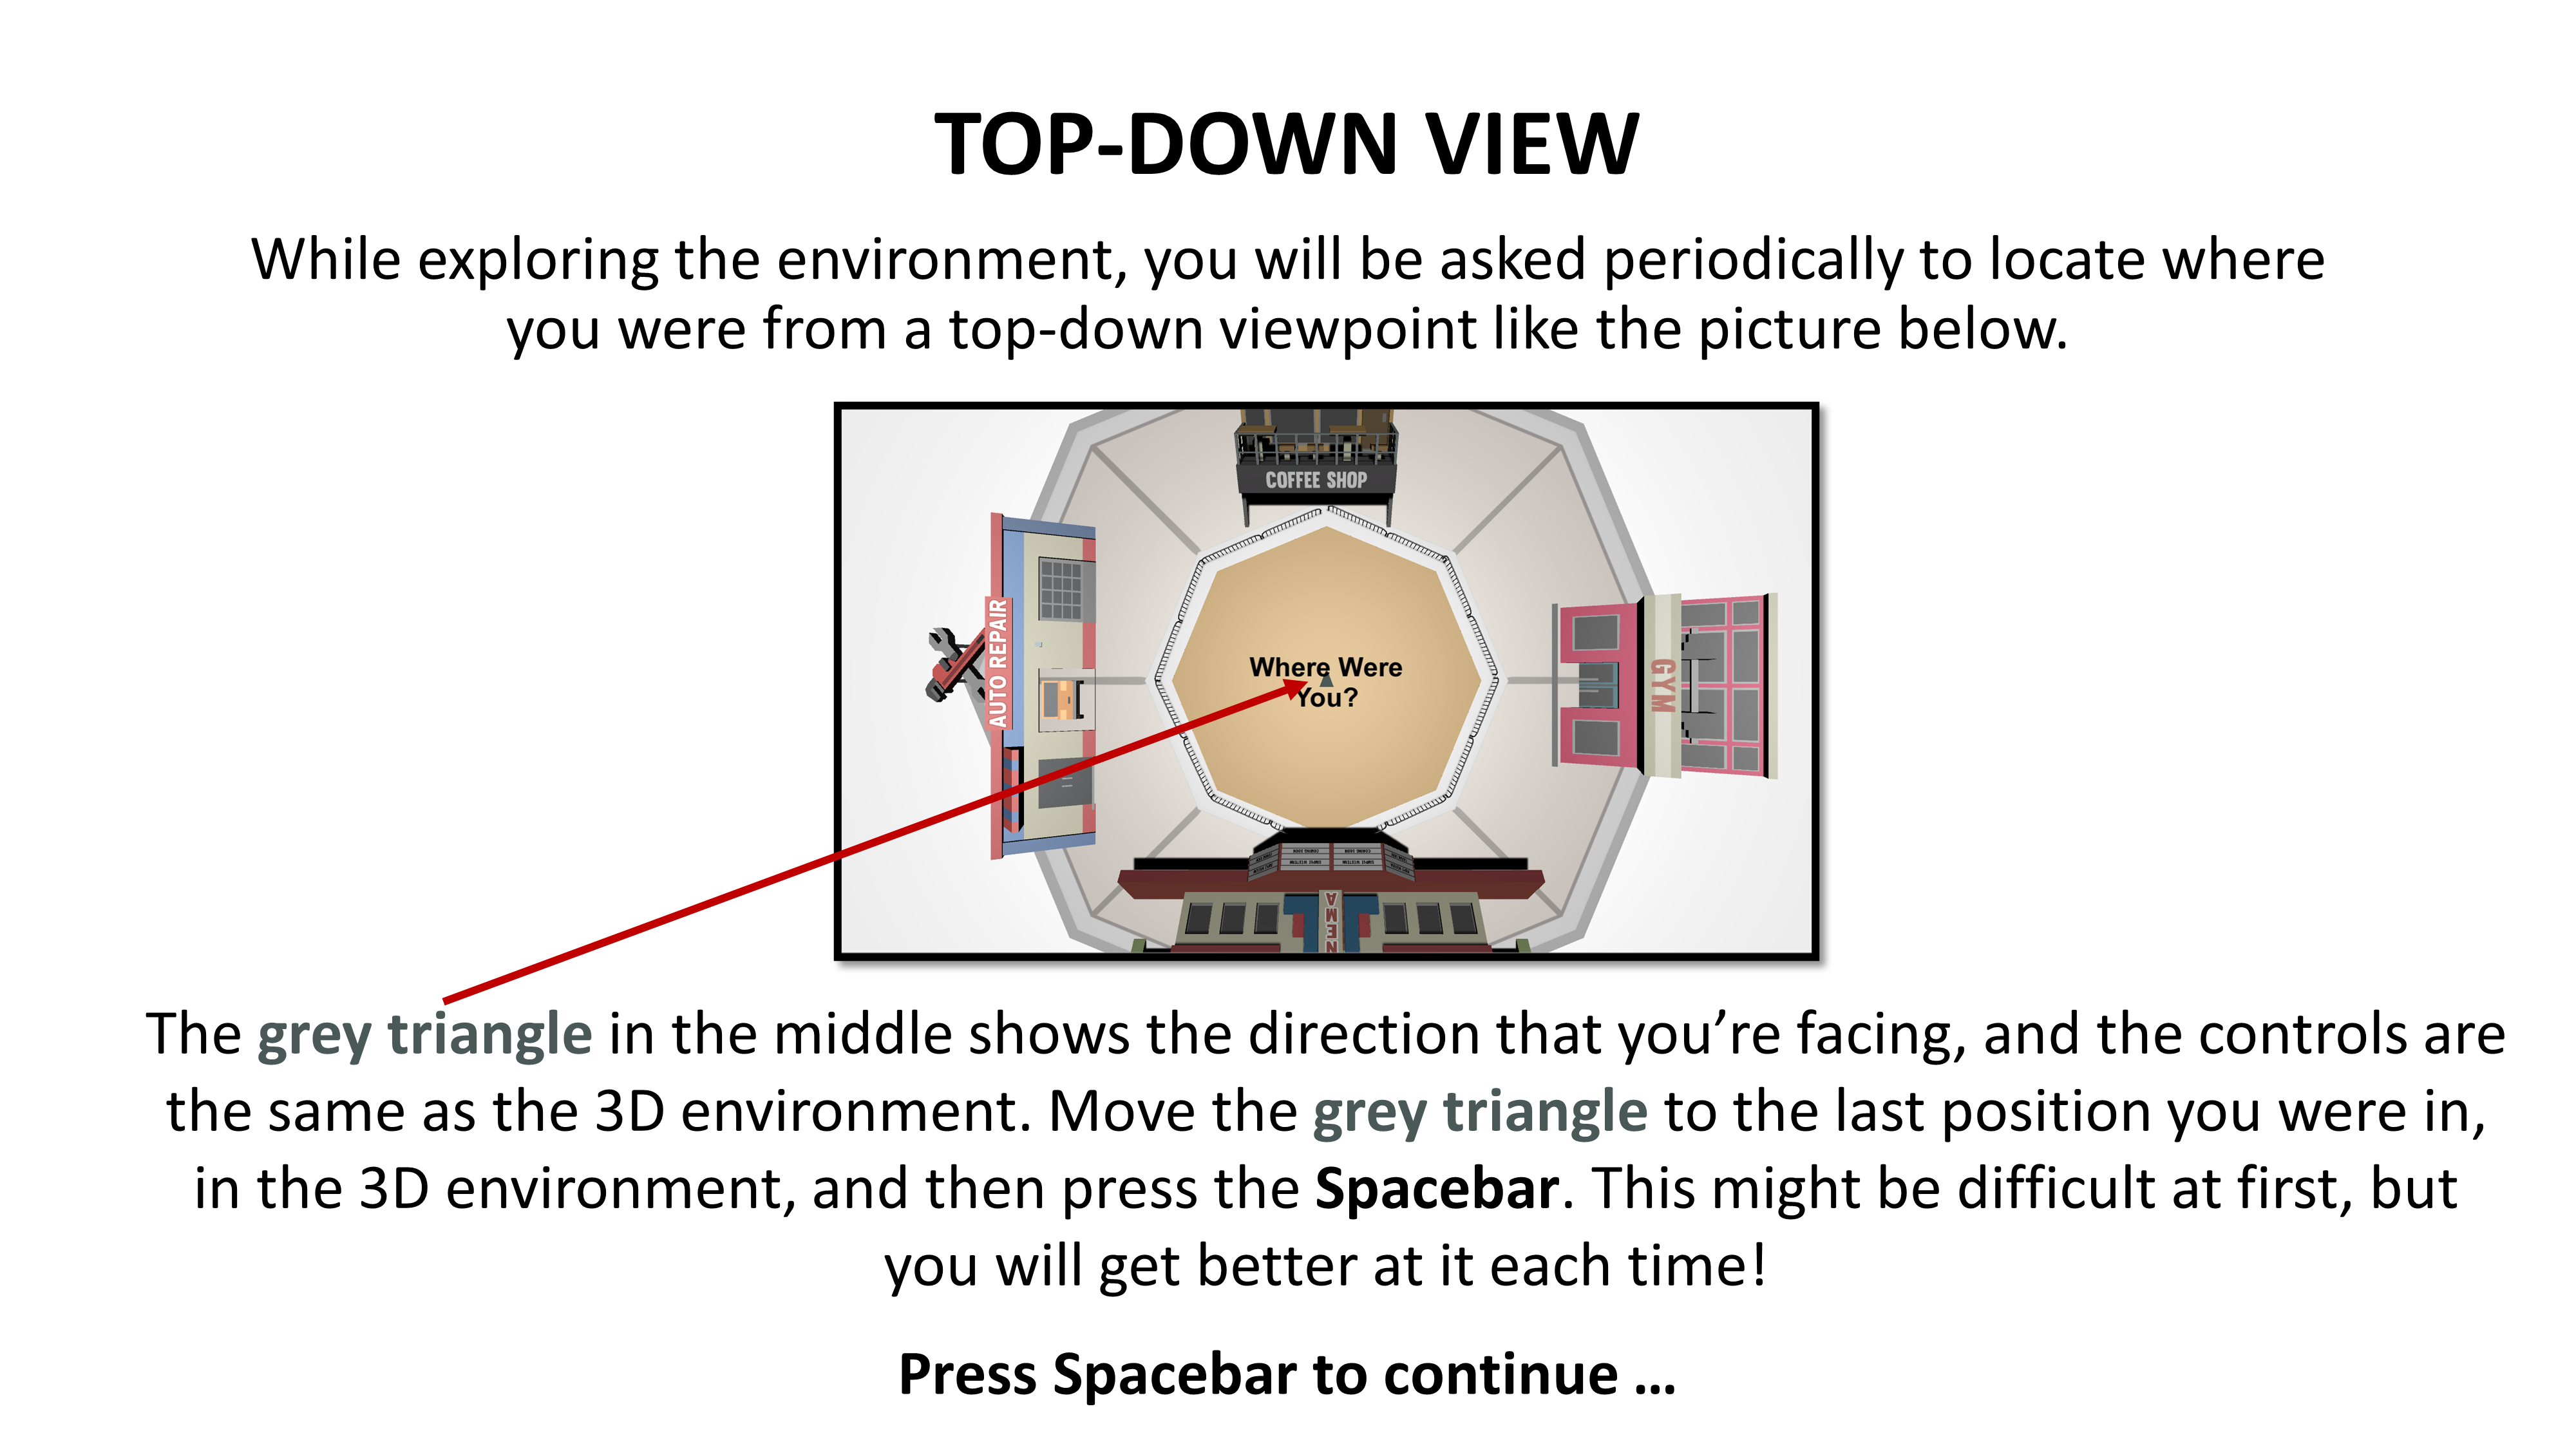 TOP-DOWN VIEW
While exploring the environment, you will be asked periodically to locate where
you were from a top-down viewpoint like the picture below.
COFFEE SHOP
AUTO REPAIR
Where Were
You?
GYM
NEMA
The grey triangle in the middle shows the direction that you’re facing, and the controls are
the same as the 3D environment. Move the grey triangle to the last position you were in,
in the 3D environment, and then press the Spacebar. This might be difficult at first, but
you will get better at it each time!
Press Spacebar to continue …